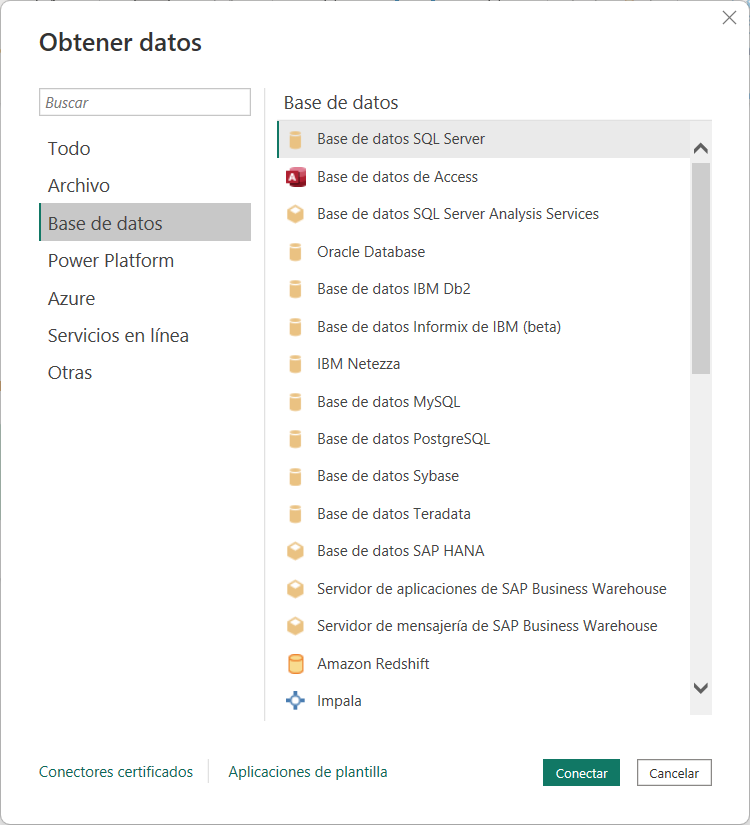 Obtener datos
Buscar
Todo
Archivo
Base de datos
Power Platform
Azure
Servicios en línea
Otras
Base de datos
Base de datos SQL Server
A
Base de datos de Access
Base de datos SQL Server Analysis Services
Oracle Database
Base de datos IBM Db2
Base de datos Informix de IBM (beta)
IBM Netezza
Base de datos MySQL
Base de datos PostgreSQL
Base de datos Sybase
Base de datos Teradata
Base de datos SAP HANA
Servidor de aplicaciones de SAP Business Warehouse
Servidor de mensajería de SAP Business Warehouse
Amazon Redshift
Impala
Conectores certificados
Aplicaciones de plantilla
Conectar
Cancelar